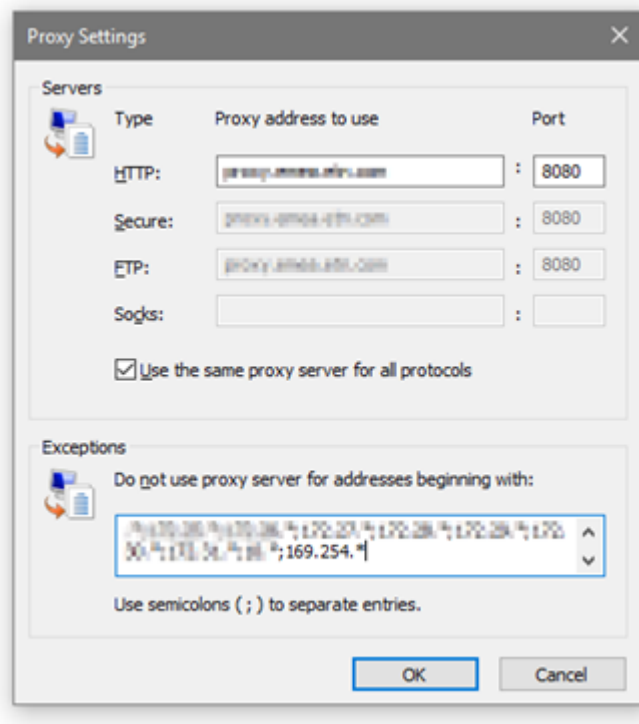 Proxy Settings
Servers
Type Proxy address to use Port
HTTP: : 8080
Secure: : 8080
FTP: : 8080
Socks: :
Use the same proxy server for all protocols
Exceptions
Do not use proxy server for addresses beginning with:
;169.254.*
Use semicolons ( ; ) to separate entries.
OK Cancel